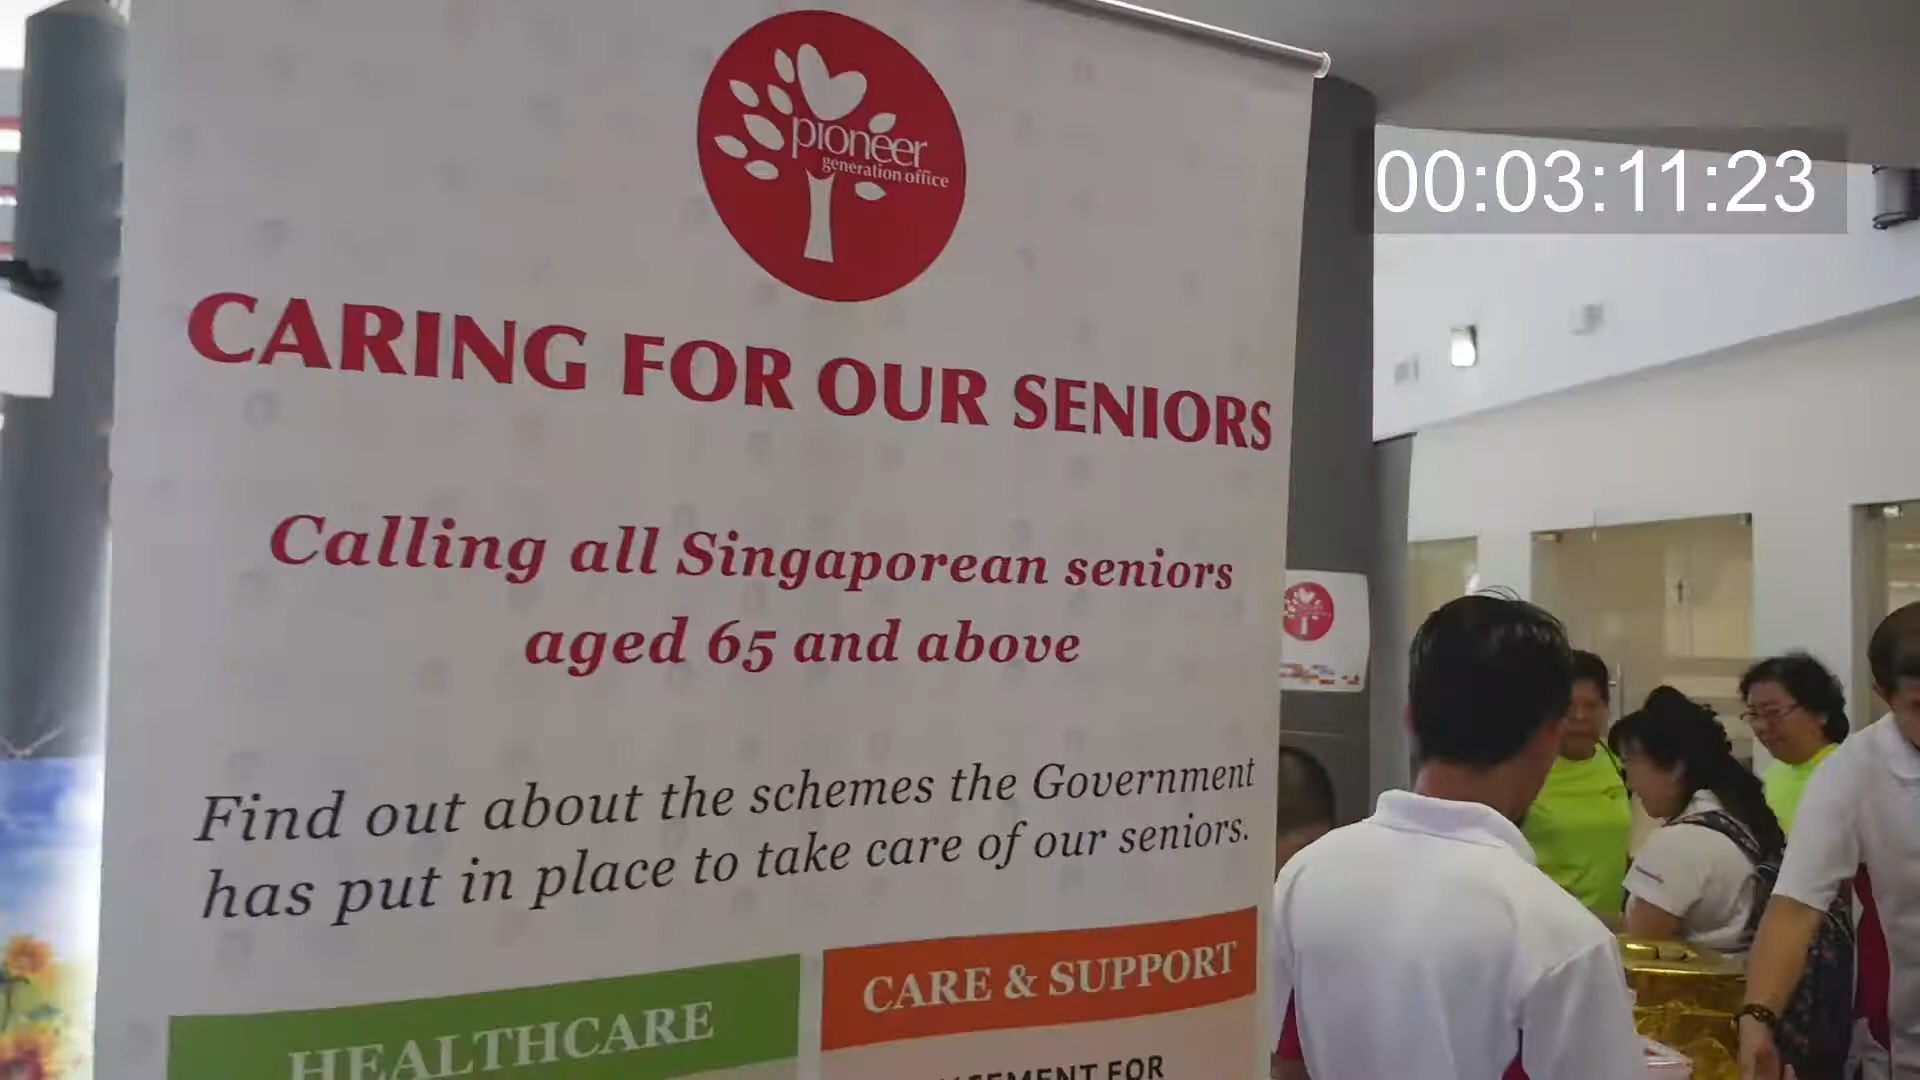 pioneer
generation office
00:03:11:23
CARING FOR OUR SENIORS
Calling all Singaporean seniors
aged 65 and above
Find out about the schemes the Government
has put in place to take care of our seniors.
HEALTHCARE
CARE & SUPPORT
FOR